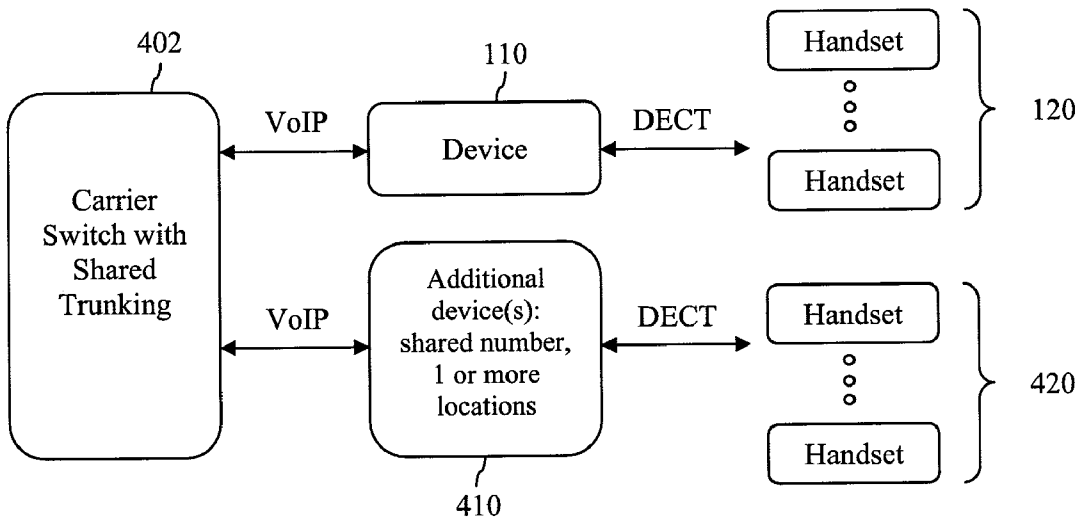 402
Carrier
Switch with
Shared
Trunking
VoIP
110
Device
DECT
Handset
Handset
120
VoIP
Additional
device(s):
shared number,
1 or more
locations
410
DECT
Handset
Handset
420